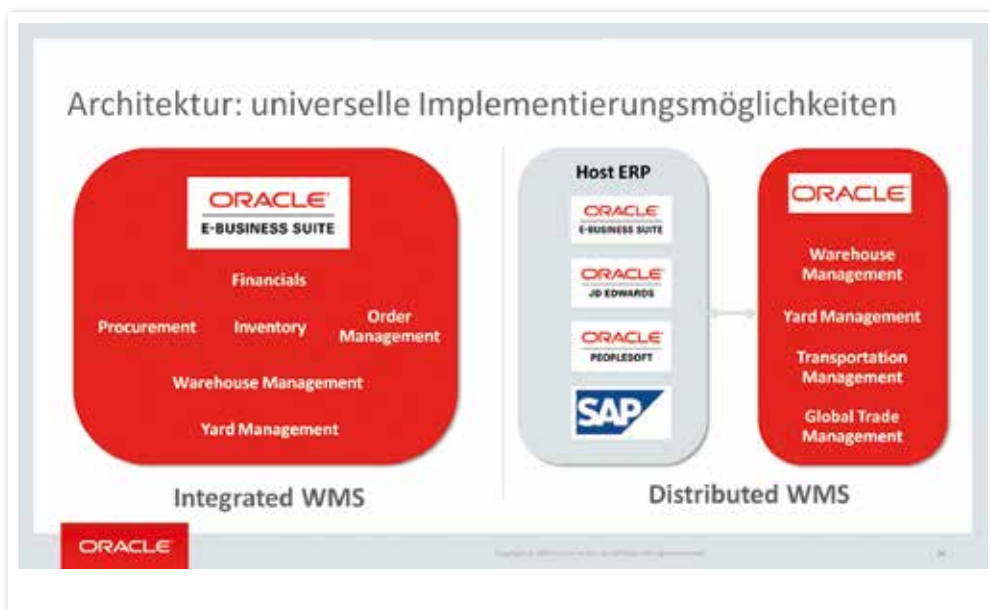 Architektur: universelle Implementierungsmöglichkeiten
ORACLE
E-BUSINESS SUITE
Financials
Procurement
Inventory
Order
Management
Warehouse Management
Yard Management
Integrated WMS
Host ERP
ORACLE
E-BUSINESS SUITE
ORACLE
JD EDWARDS
ORACLE
PEOPLESOFT
SAP
ORACLE
Warehouse
Management
Yard Management
Transportation
Management
Global Trade
Management
Distributed WMS
ORACLE